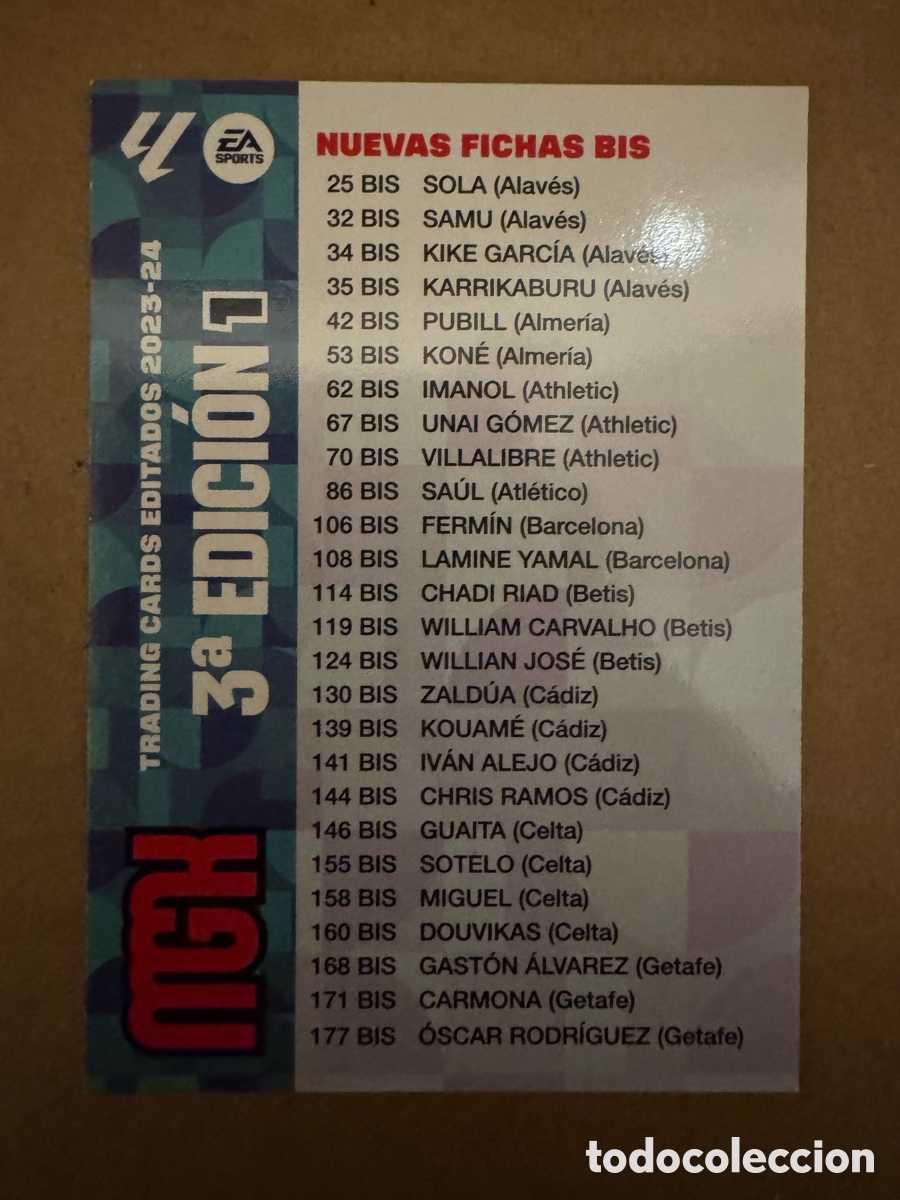 EA
SPORTS
TRADING CARDS EDITADOS 2023-24
3ª EDICIÓN 1
MGK
NUEVAS FICHAS BIS
25 BIS SOLA (Alavés)
32 BIS SAMU (Alavés)
34 BIS KIKE GARCÍA (Alavés)
35 BIS KARRIKABURU (Alavés)
42 BIS PUBILL (Almería)
53 BIS KONÉ (Almería)
62 BIS IMANOL (Athletic)
67 BIS UNAI GÓMEZ (Athletic)
70 BIS VILLALIBRE (Athletic)
86 BIS SAÚL (Atlético)
106 BIS FERMÍN (Barcelona)
108 BIS LAMINE YAMAL (Barcelona)
114 BIS CHADI RIAD (Betis)
119 BIS WILLIAM CARVALHO (Betis)
124 BIS WILLIAN JOSÉ (Betis)
130 BIS ZALDÚA (Cádiz)
139 BIS KOUAMÉ (Cádiz)
141 BIS IVÁN ALEJO (Cádiz)
144 BIS CHRIS RAMOS (Cádiz)
146 BIS GUAITA (Celta)
155 BIS SOTELO (Celta)
158 BIS MIGUEL (Celta)
160 BIS DOUVIKAS (Celta)
168 BIS GASTÓN ÁLVAREZ (Getafe)
171 BIS CARMONA (Getafe)
177 BIS ÓSCAR RODRÍGUEZ (Getafe)
todocoleccion